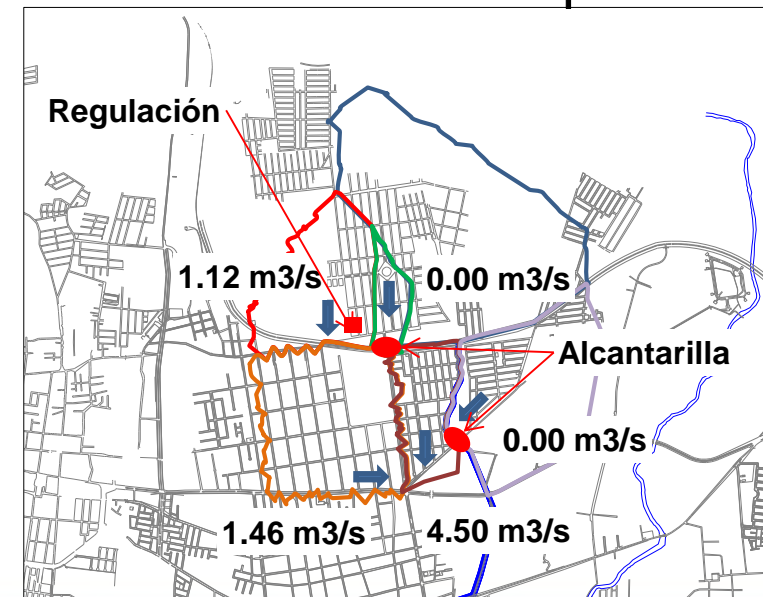 Regulación
1.12 m3/s
0.00 m3/s
Alcantarilla
0.00 m3/s
1.46 m3/s
4.50 m3/s